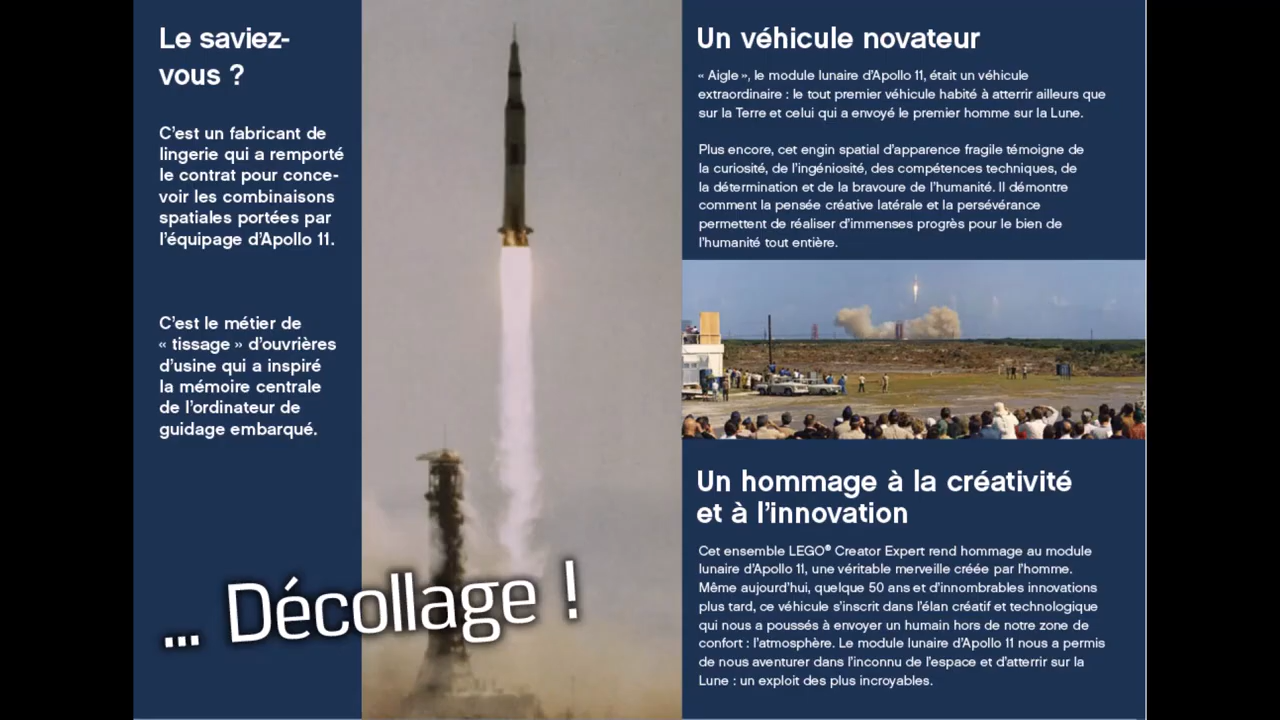 Le saviez-
vous ?
C'est un fabricant de
lingerie qui a remporté
le contrat pour conce-
voir les combinaisons
spatiales portées par
l'équipage d'Apollo 11.
C'est le métier de
« tissage » d'ouvrières
d'usine qui a inspiré
la mémoire centrale
de l'ordinateur de
guidage embarqué.
... Décollage !
Un véhicule novateur
« Aigle », le module lunaire d'Apollo 11, était un véhicule
extraordinaire : le tout premier véhicule habité à atterrir ailleurs que
sur la Terre et celui qui a envoyé le premier homme sur la Lune.
Plus encore, cet engin spatial d'apparence fragile témoigne de
la curiosité, de l'ingéniosité, des compétences techniques, de
la détermination et de la bravoure de l'humanité. Il démontre
comment la pensée créative latérale et la persévérance
permettent de réaliser d'immenses progrès pour le bien de
l'humanité tout entière.
Un hommage à la créativité
et à l'innovation
Cet ensemble LEGO® Creator Expert rend hommage au module
lunaire d'Apollo 11, une véritable merveille créée par l'homme.
Même aujourd'hui, quelque 50 ans et d'innombrables innovations
plus tard, ce véhicule s'inscrit dans l'élan créatif et technologique
qui nous a poussés à envoyer un humain hors de notre zone de
confort : l'atmosphère. Le module lunaire d'Apollo 11 nous a permis
de nous aventurer dans l'inconnu de l'espace et d'atterrir sur la
Lune : un exploit des plus incroyables.